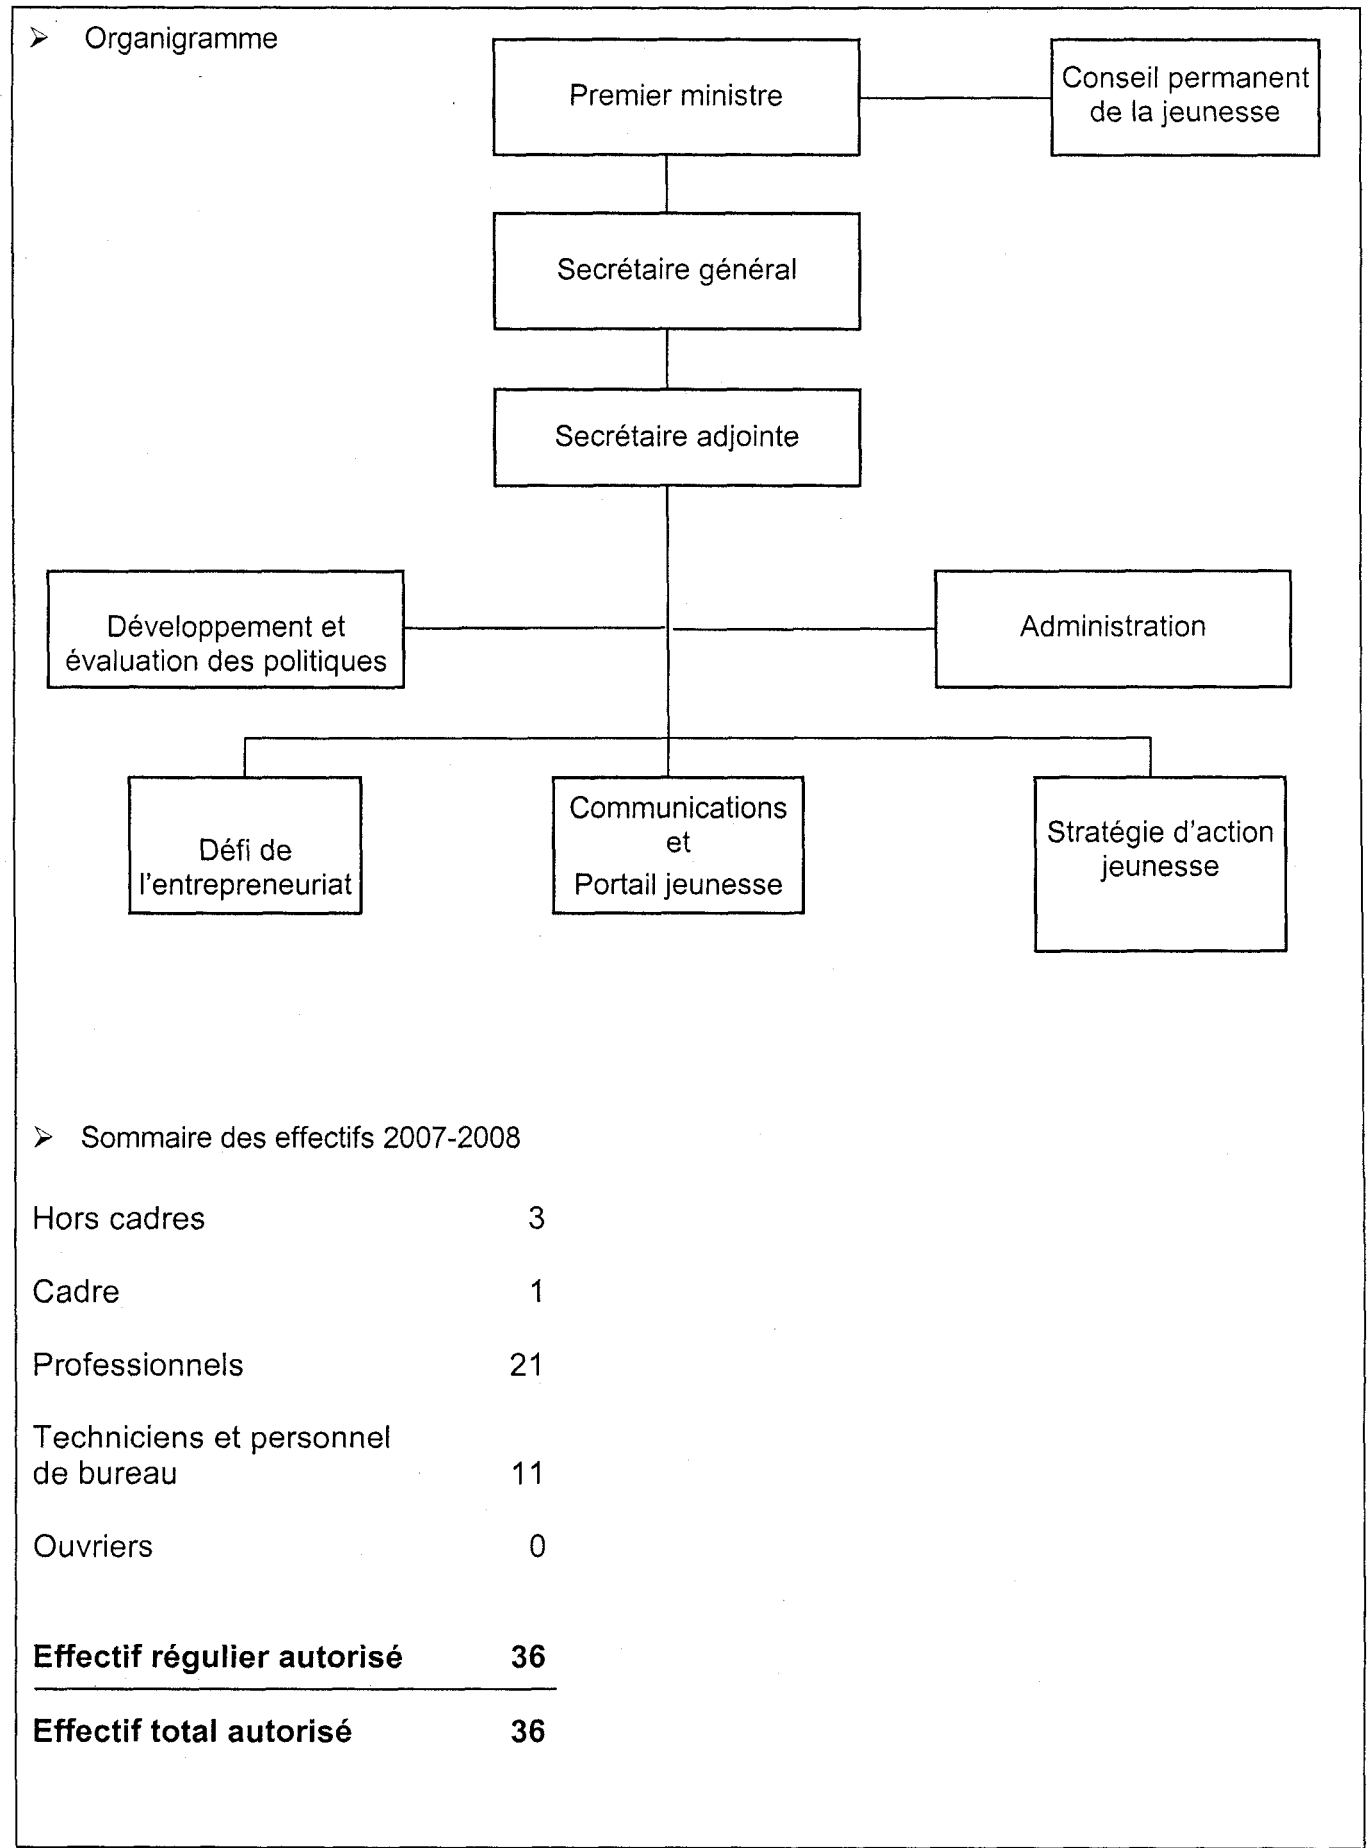 ➢ Organigramme
Premier ministre
Conseil permanent
de la jeunesse
Secrétaire général
Secrétaire adjointe
Développement et
évaluation des politiques
Administration
Défi de
l'entrepreneuriat
Communications
et
Portail jeunesse
Stratégie d'action
jeunesse
➢ Sommaire des effectifs 2007-2008
Hors cadres 3
Cadre 1
Professionnels 21
Techniciens et personnel
de bureau 11
Ouvriers 0
Effectif régulier autorisé 36
Effectif total autorisé 36